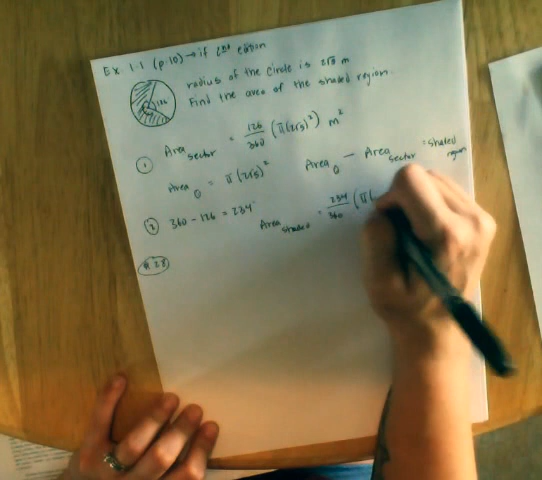 Ex 1.1 (p.10) → if 2nd edition
radius of the circle is 2√3 m
Find the area of the shaded region.
126
① Area sector = 126/360 (π(2√3)²) m²
Area ⊙ = π(2√3)²
Area ⊙ - Area sector = shaded region
② 360 - 126 = 234
Area shaded = 234/360 (π(